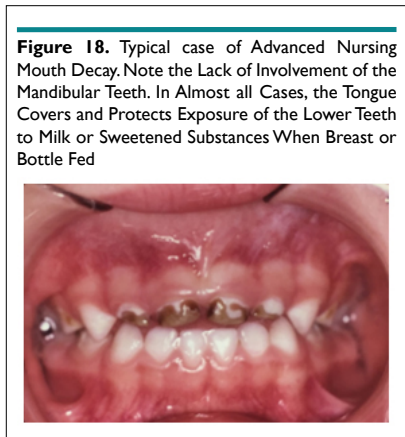 Figure 18. Typical case of Advanced Nursing
Mouth Decay. Note the Lack of Involvement of the
Mandibular Teeth. In Almost all Cases, the Tongue
Covers and Protects Exposure of the Lower Teeth
to Milk or Sweetened Substances When Breast or
Bottle Fed